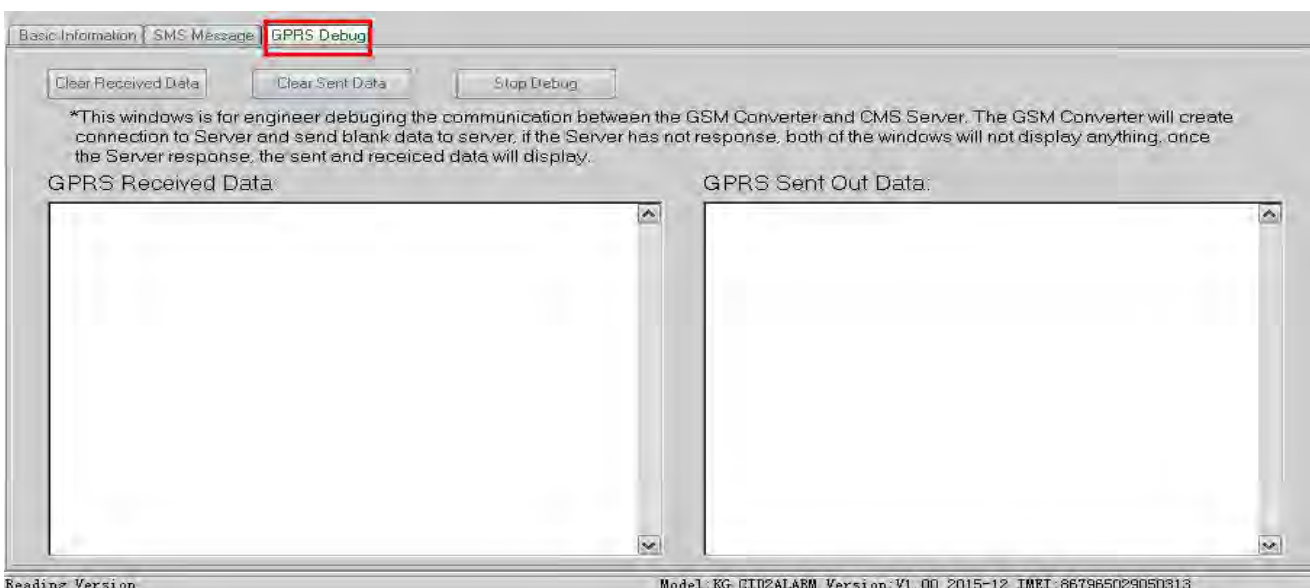 Basic Information SMS Message GPRS Debug
Clear Received Data Clear Sent Data Stop Debug
*This windows is for engineer debuging the communication between the GSM Converter and CMS Server. The GSM Converter will create
connection to Server and send blank data to server, if the Server has not response, both of the windows will not display anything, once
the Server response, the sent and receiced data will display.
GPRS Received Data GPRS Sent Out Data:
Reading Version Model:KG CID2ALARM Version:V1.00 2015-12 IMEI:867965029050313